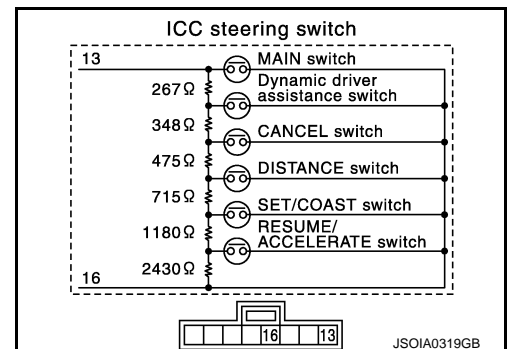 ICC steering switch
13
MAIN switch
267Ω
Dynamic driver
assistance switch
348Ω
CANCEL switch
475Ω
DISTANCE switch
715Ω
SET/COAST switch
1180Ω
RESUME/
ACCELERATE switch
2430Ω
16
16 13
JSOIA0319GB